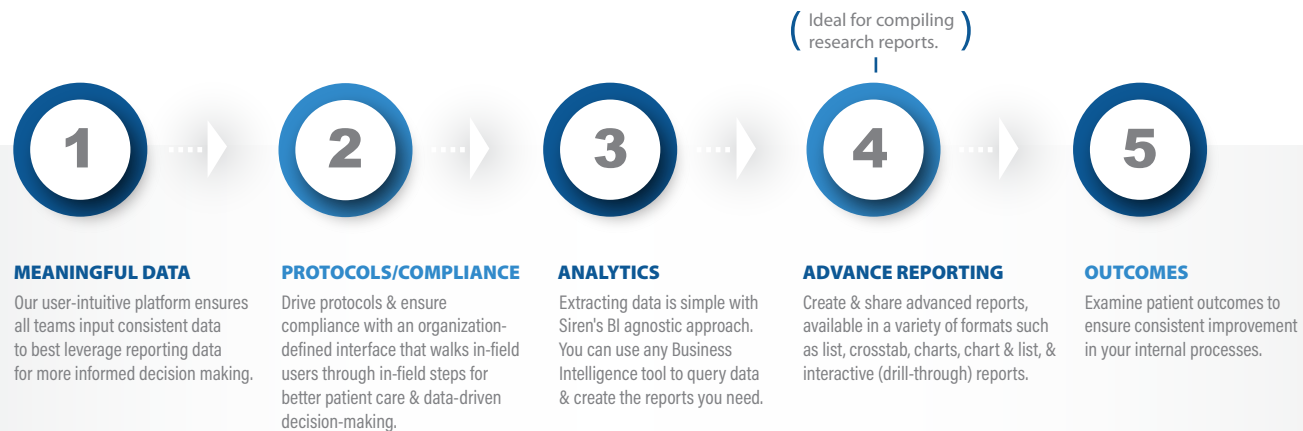 ( Ideal for compiling
research reports. )
1
2
3
4
5
MEANINGFUL DATA
Our user-intuitive platform ensures
all teams input consistent data
to best leverage reporting data
for more informed decision making.
PROTOCOLS/COMPLIANCE
Drive protocols & ensure
compliance with an organization-
defined interface that walks in-field
users through in-field steps for
better patient care & data-driven
decision-making.
ANALYTICS
Extracting data is simple with
Siren's BI agnostic approach.
You can use any Business
Intelligence tool to query data
& create the reports you need.
ADVANCE REPORTING
Create & share advanced reports,
available in a variety of formats such
as list, crosstab, charts, chart & list, &
interactive (drill-through) reports.
OUTCOMES
Examine patient outcomes to
ensure consistent improvement
in your internal processes.